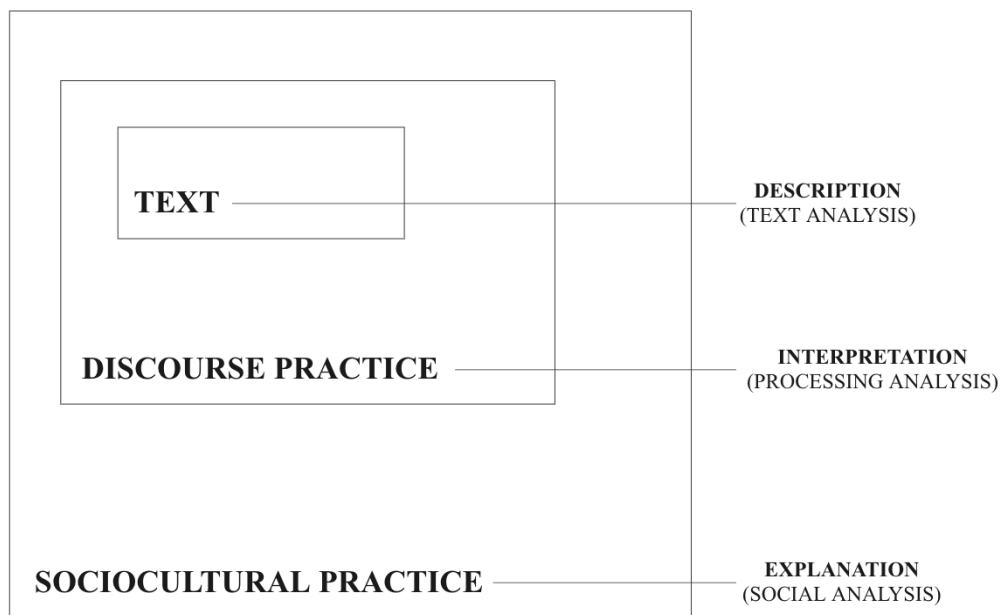 TEXT
DESCRIPTION
(TEXT ANALYSIS)
DISCOURSE PRACTICE
INTERPRETATION
(PROCESSING ANALYSIS)
SOCIOCULTURAL PRACTICE
EXPLANATION
(SOCIAL ANALYSIS)